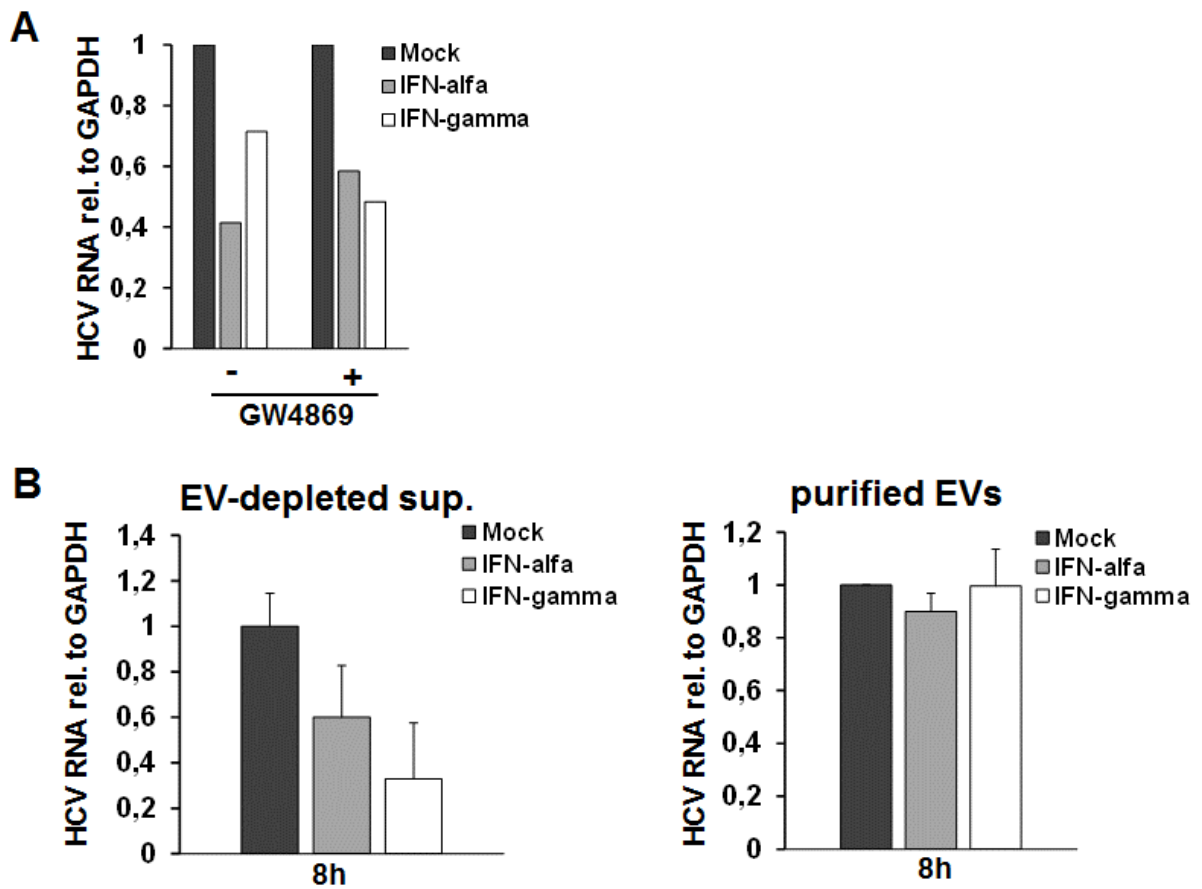 A
HCV RNA rel. to GAPDH
1
0,8
0,6
0,4
0,2
0
Mock
IFN-alfa
IFN-gamma
- +
GW4869
B
EV-depleted sup.
HCV RNA rel. to GAPDH
1,4
1,2
1
0,8
0,6
0,4
0,2
0
Mock
IFN-alfa
IFN-gamma
8h
purified EVs
HCV RNA rel. to GAPDH
1,2
1
0,8
0,6
0,4
0,2
0
Mock
IFN-alfa
IFN-gamma
8h